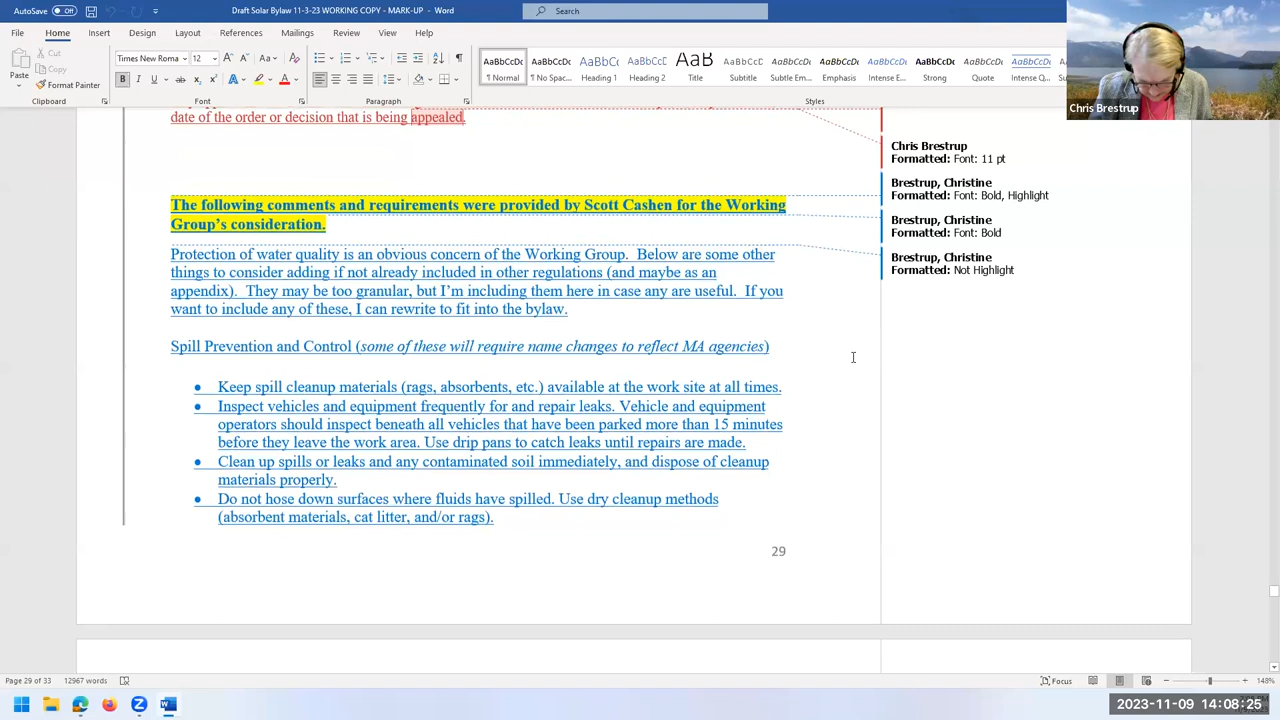 AutoSave Off
Draft Solar Bylaw 11-3-23 WORKING COPY - MARK-UP - Word
Search
File Home Insert Design Layout References Mailings Review View Help
Paste
Cut
Copy
Format Painter
Clipboard
Times New Roma 12
Font
Paragraph
AaBbCcDc ¶ Normal
AaBbCcDc ¶ No Spac...
AaBbC Heading 1
AaBbCcD Heading 2
AaB Title
AaBbCcD Subtitle
AaBbCcDc Subtle Em...
AaBbCcDc Emphasis
AaBbCcDc Intense E...
AaBbCcDc Strong
AaBbCcDc Quote
AaBbCcDc Intense Q...
Styles
Chris Brestrup
date of the order or decision that is being appealed.
The following comments and requirements were provided by Scott Cashen for the Working
Group’s consideration.
Protection of water quality is an obvious concern of the Working Group. Below are some other
things to consider adding if not already included in other regulations (and maybe as an
appendix). They may be too granular, but I’m including them here in case any are useful. If you
want to include any of these, I can rewrite to fit into the bylaw.
Spill Prevention and Control (some of these will require name changes to reflect MA agencies)
• Keep spill cleanup materials (rags, absorbents, etc.) available at the work site at all times.
• Inspect vehicles and equipment frequently for and repair leaks. Vehicle and equipment
operators should inspect beneath all vehicles that have been parked more than 15 minutes
before they leave the work area. Use drip pans to catch leaks until repairs are made.
• Clean up spills or leaks and any contaminated soil immediately, and dispose of cleanup
materials properly.
• Do not hose down surfaces where fluids have spilled. Use dry cleanup methods
(absorbent materials, cat litter, and/or rags).
29
Chris Brestrup
Formatted: Font: 11 pt
Brestrup, Christine
Formatted: Font: Bold, Highlight
Brestrup, Christine
Formatted: Font: Bold
Brestrup, Christine
Formatted: Not Highlight
Page 29 of 33 12967 words
Focus
148%
2023-11-09 14:08:25